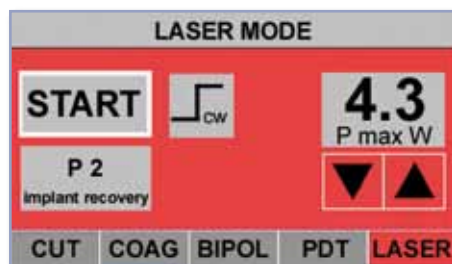 LASER MODE
START
CW
4.3
P max W
P 2
implant recovery
CUT COAG BIPOL PDT LASER